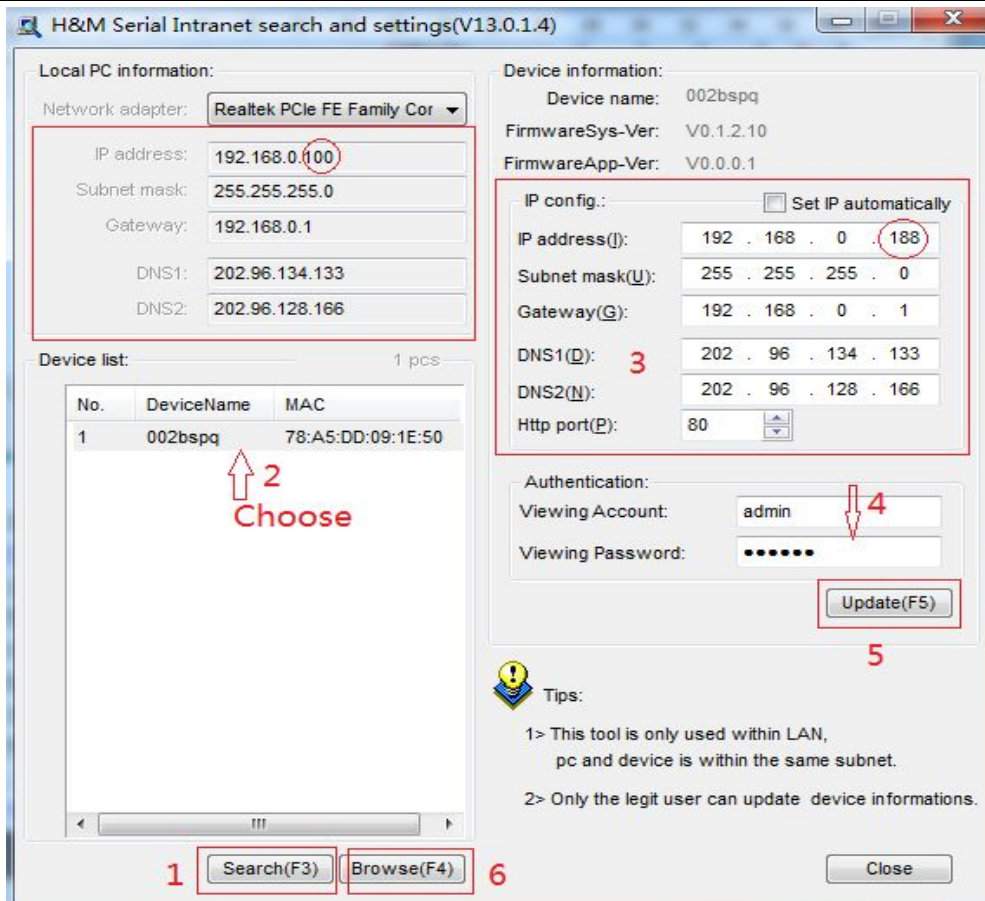 H&M Serial Intranet search and settings(V13.0.1.4)
Local PC information:
Network adapter: Realtek PCIe FE Family Cor
IP address: 192.168.0.100
Subnet mask: 255.255.255.0
Gateway: 192.168.0.1
DNS1: 202.96.134.133
DNS2: 202.96.128.166
Device list: 1 pcs
No. DeviceName MAC
1 002bspq 78:A5:DD:09:1E:50
2
Choose
1 Search(F3) Browse(F4) 6
Device information:
Device name: 002bspq
FirmwareSys-Ver: V0.1.2.10
FirmwareApp-Ver: V0.0.0.1
IP config.: Set IP automatically
IP address(I): 192 . 168 . 0 . 188
Subnet mask(U): 255 . 255 . 255 . 0
Gateway(G): 192 . 168 . 0 . 1
DNS1(D): 202 . 96 . 134 . 133
3
DNS2(N): 202 . 96 . 128 . 166
Http port(P): 80
Authentication:
Viewing Account: admin
4
Viewing Password: ●●●●●●
Update(F5)
5
Tips:
1> This tool is only used within LAN,
pc and device is within the same subnet.
2> Only the legit user can update device informations.
Close